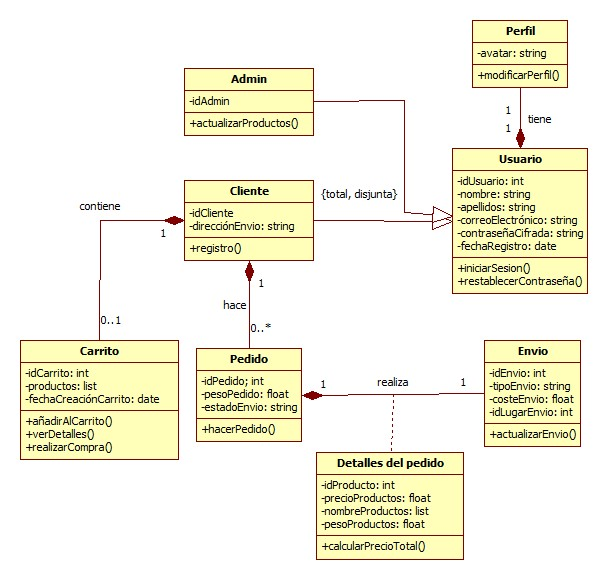 Perfil
-avatar: string
+modificarPerfil()
1
1
tiene
Admin
-idAdmin
+actualizarProductos()
Usuario
-idUsuario: int
-nombre: string
-apellidos: string
-correoElectrónico: string
-contraseñaCifrada: string
-fechaRegistro: date
+iniciarSesion()
+restablecerContraseña()
{total, disjunta}
Cliente
-idCliente
-direcciónEnvio: string
+registro()
contiene
1
0..1
1
hace
0..*
Carrito
-idCarrito: int
-productos: list
-fechaCreaciónCarrito: date
+añadirAlCarrito()
+verDetalles()
+realizarCompra()
Pedido
-idPedido; int
-pesoPedido: float
-estadoEnvio: string
+hacerPedido()
1
realiza
1
Envio
-idEnvio: int
-tipoEnvio: string
-costeEnvio: float
-idLugarEnvio: int
+actualizarEnvio()
Detalles del pedido
-idProducto: int
-precioProductos: float
-nombreProductos: list
-pesoProductos: float
+calcularPrecioTotal()